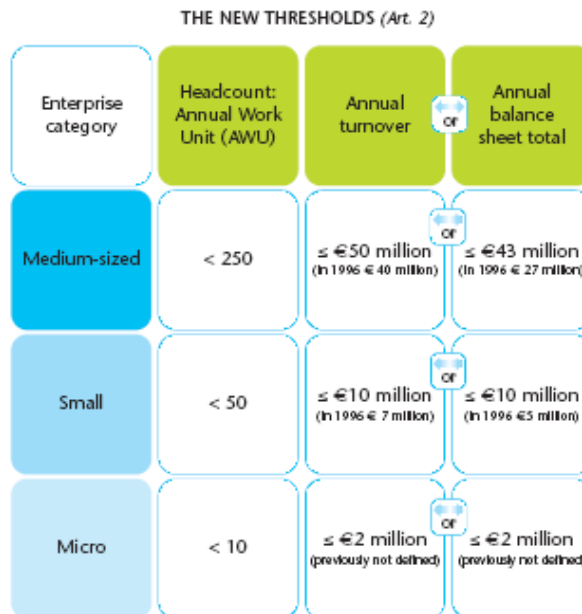 THE NEW THRESHOLDS (Art. 2)
Enterprise
category
Headcount:
Annual Work
Unit (AWU)
Annual
turnover
or
Annual
balance
sheet total
Medium-sized
< 250
≤ €50 million
(in 1996 € 40 million)
or
≤ €43 million
(in 1996 € 27 million)
Small
< 50
≤ €10 million
(in 1996 € 7 million)
or
≤ €10 million
(in 1996 €5 million)
Micro
< 10
≤ €2 million
(previously not defined)
or
≤ €2 million
(previously not defined)